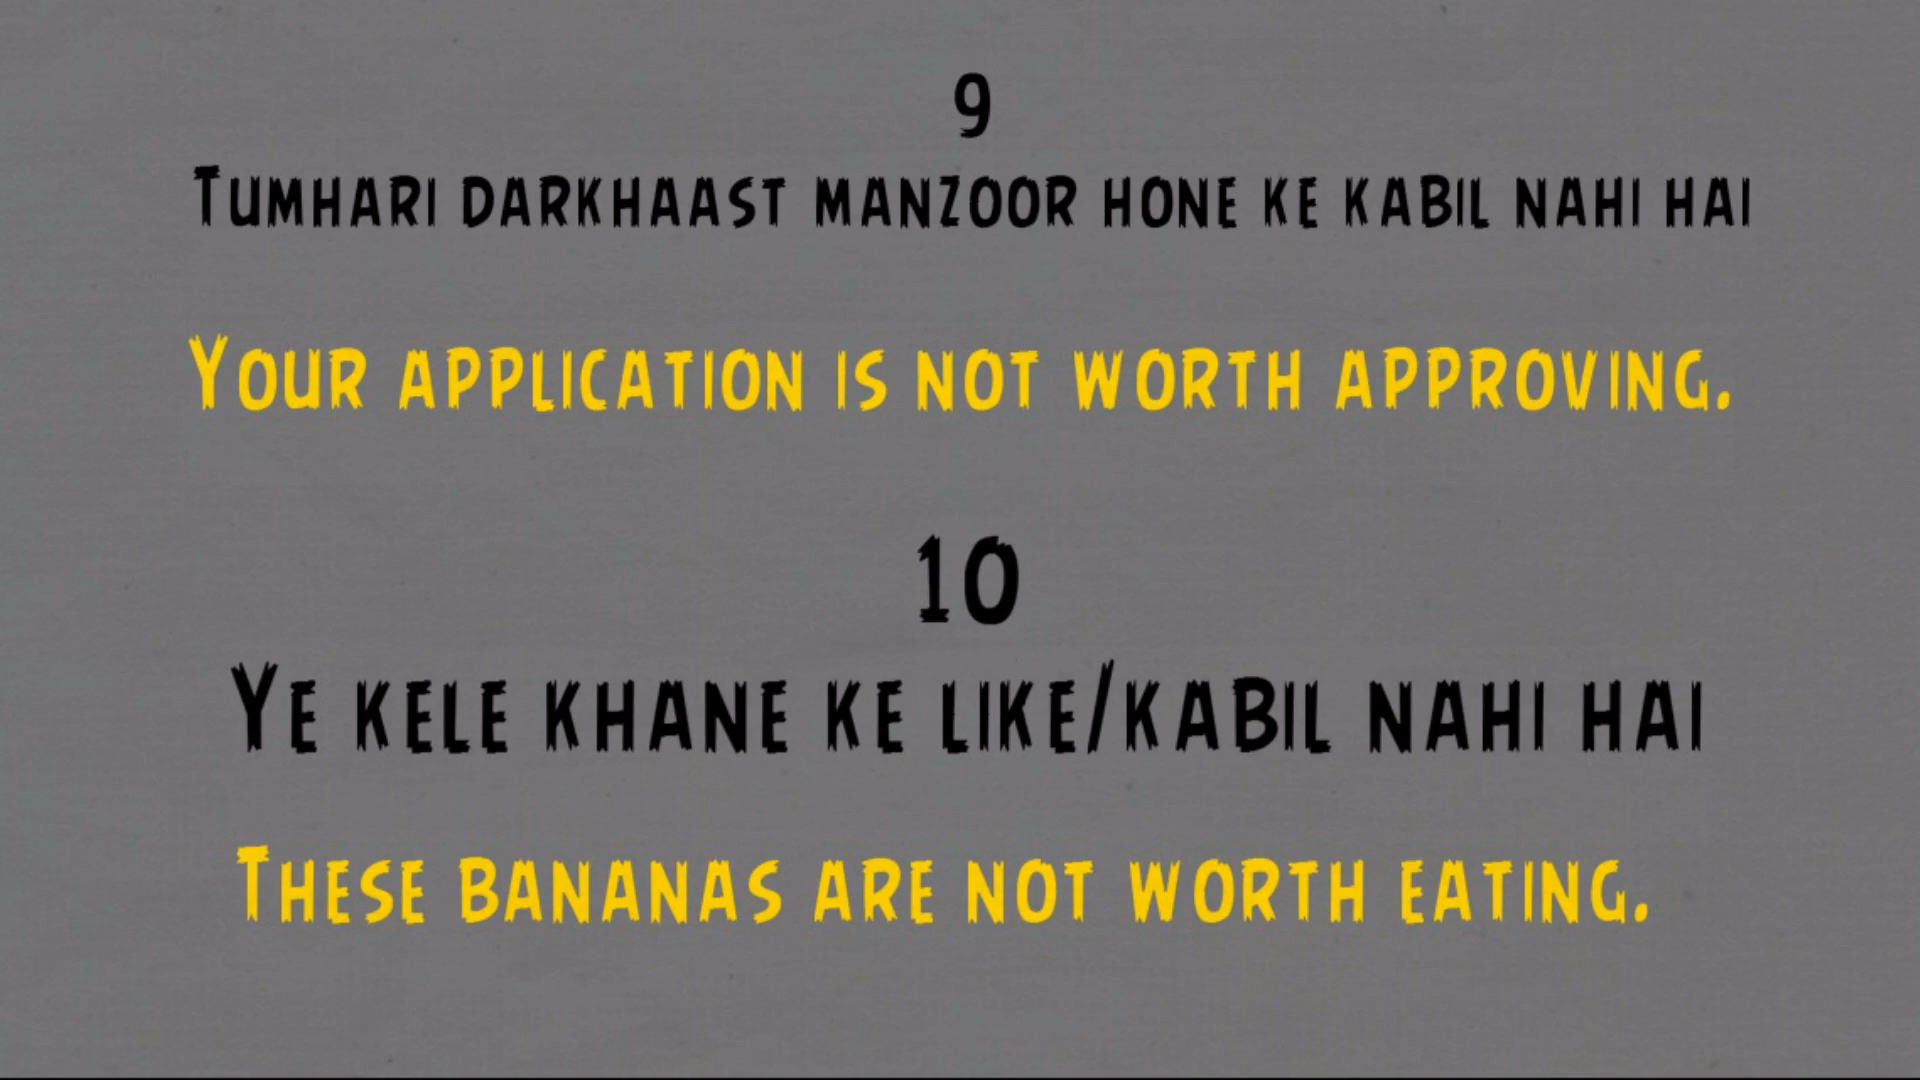 9
Tumhari darkhaast manzoor hone ke kabil nahi hai
Your application is not worth approving.
10
Ye kele khane ke like/kabil nahi hai
These bananas are not worth eating.